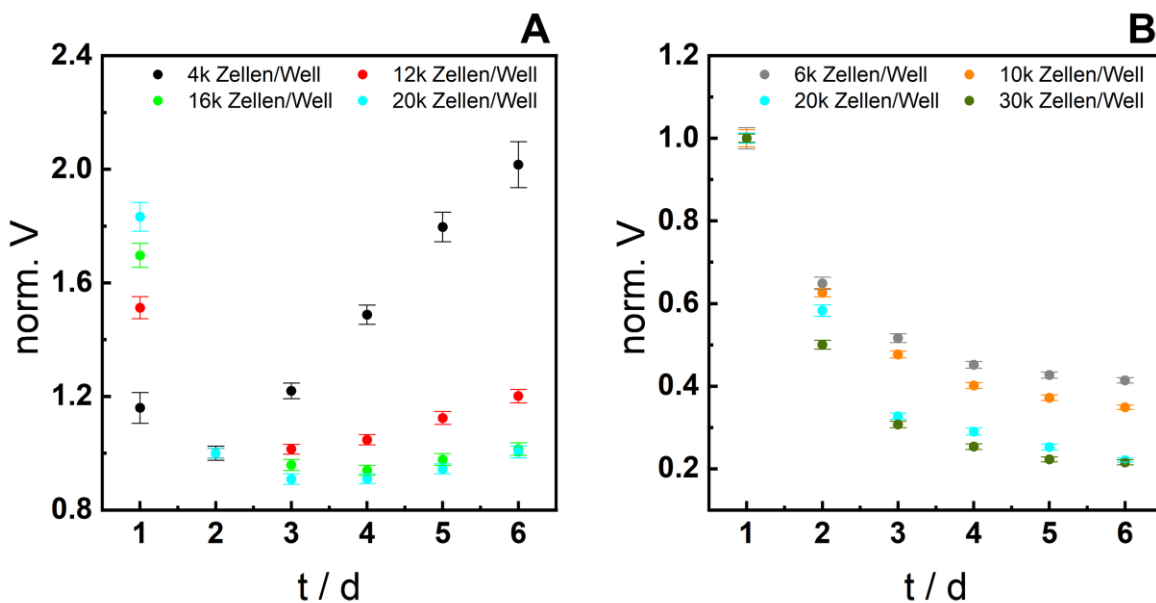 A
4k Zellen/Well 12k Zellen/Well
16k Zellen/Well 20k Zellen/Well
2.4
2.0
1.6
1.2
0.8
norm. V
1 2 3 4 5 6
t / d
B
6k Zellen/Well 10k Zellen/Well
20k Zellen/Well 30k Zellen/Well
1.2
1.0
0.8
0.6
0.4
0.2
norm. V
1 2 3 4 5 6
t / d